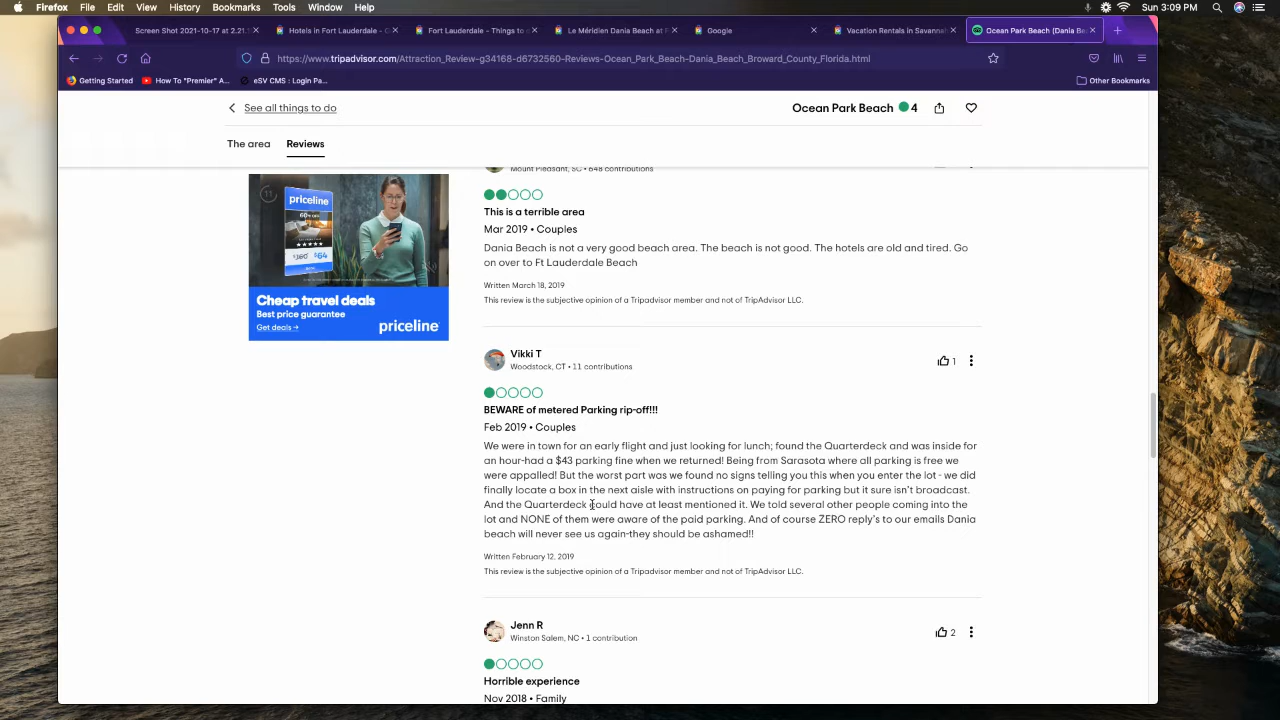 Firefox File Edit View History Bookmarks Tools Window Help
Sun 3:09 PM
Screen Shot 2021-10-17 at 2.21.1
Hotels in Fort Lauderdale - G
Fort Lauderdale - Things to d
Le Méridien Dania Beach at F
Google
Vacation Rentals in Savannah
Ocean Park Beach (Dania Bea
https://www.tripadvisor.com/Attraction_Review-g34168-d6732560-Reviews-Ocean_Park_Beach-Dania_Beach_Broward_County_Florida.html
Getting Started
How To "Premier" A...
eSV CMS : Login Pa...
Other Bookmarks
See all things to do
Ocean Park Beach 4
The area
Reviews
Mount Pleasant, SC • 648 contributions
11
priceline
$64
Cheap travel deals
Best price guarantee
Get deals →
priceline
This is a terrible area
Mar 2019 • Couples
Dania Beach is not a very good beach area. The beach is not good. The hotels are old and tired. Go
on over to Ft Lauderdale Beach
Written March 18, 2019
This review is the subjective opinion of a Tripadvisor member and not of TripAdvisor LLC.
Vikki T
Woodstock, CT • 11 contributions
1
BEWARE of metered Parking rip-off!!!
Feb 2019 • Couples
We were in town for an early flight and just looking for lunch; found the Quarterdeck and was inside for
an hour-had a $43 parking fine when we returned! Being from Sarasota where all parking is free we
were appalled! But the worst part was we found no signs telling you this when you enter the lot - we did
finally locate a box in the next aisle with instructions on paying for parking but it sure isn't broadcast.
And the Quarterdeck could have at least mentioned it. We told several other people coming into the
lot and NONE of them were aware of the paid parking. And of course ZERO reply's to our emails Dania
beach will never see us again-they should be ashamed!!
Written February 12, 2019
This review is the subjective opinion of a Tripadvisor member and not of TripAdvisor LLC.
Jenn R
Winston Salem, NC • 1 contribution
2
Horrible experience
Nov 2018 • Family